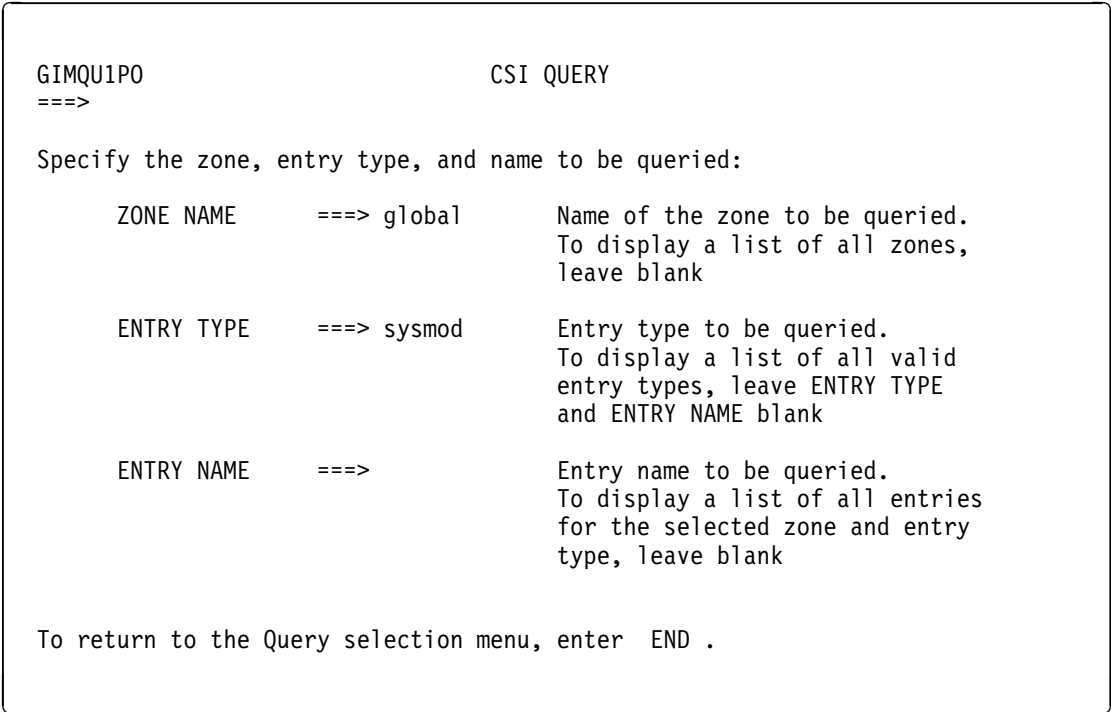 GIMQU1PO CSI QUERY
===>
Specify the zone, entry type, and name to be queried:
ZONE NAME ===> global Name of the zone to be queried.
To display a list of all zones,
leave blank
ENTRY TYPE ===> sysmod Entry type to be queried.
To display a list of all valid
entry types, leave ENTRY TYPE
and ENTRY NAME blank
ENTRY NAME ===> Entry name to be queried.
To display a list of all entries
for the selected zone and entry
type, leave blank
To return to the Query selection menu, enter END .